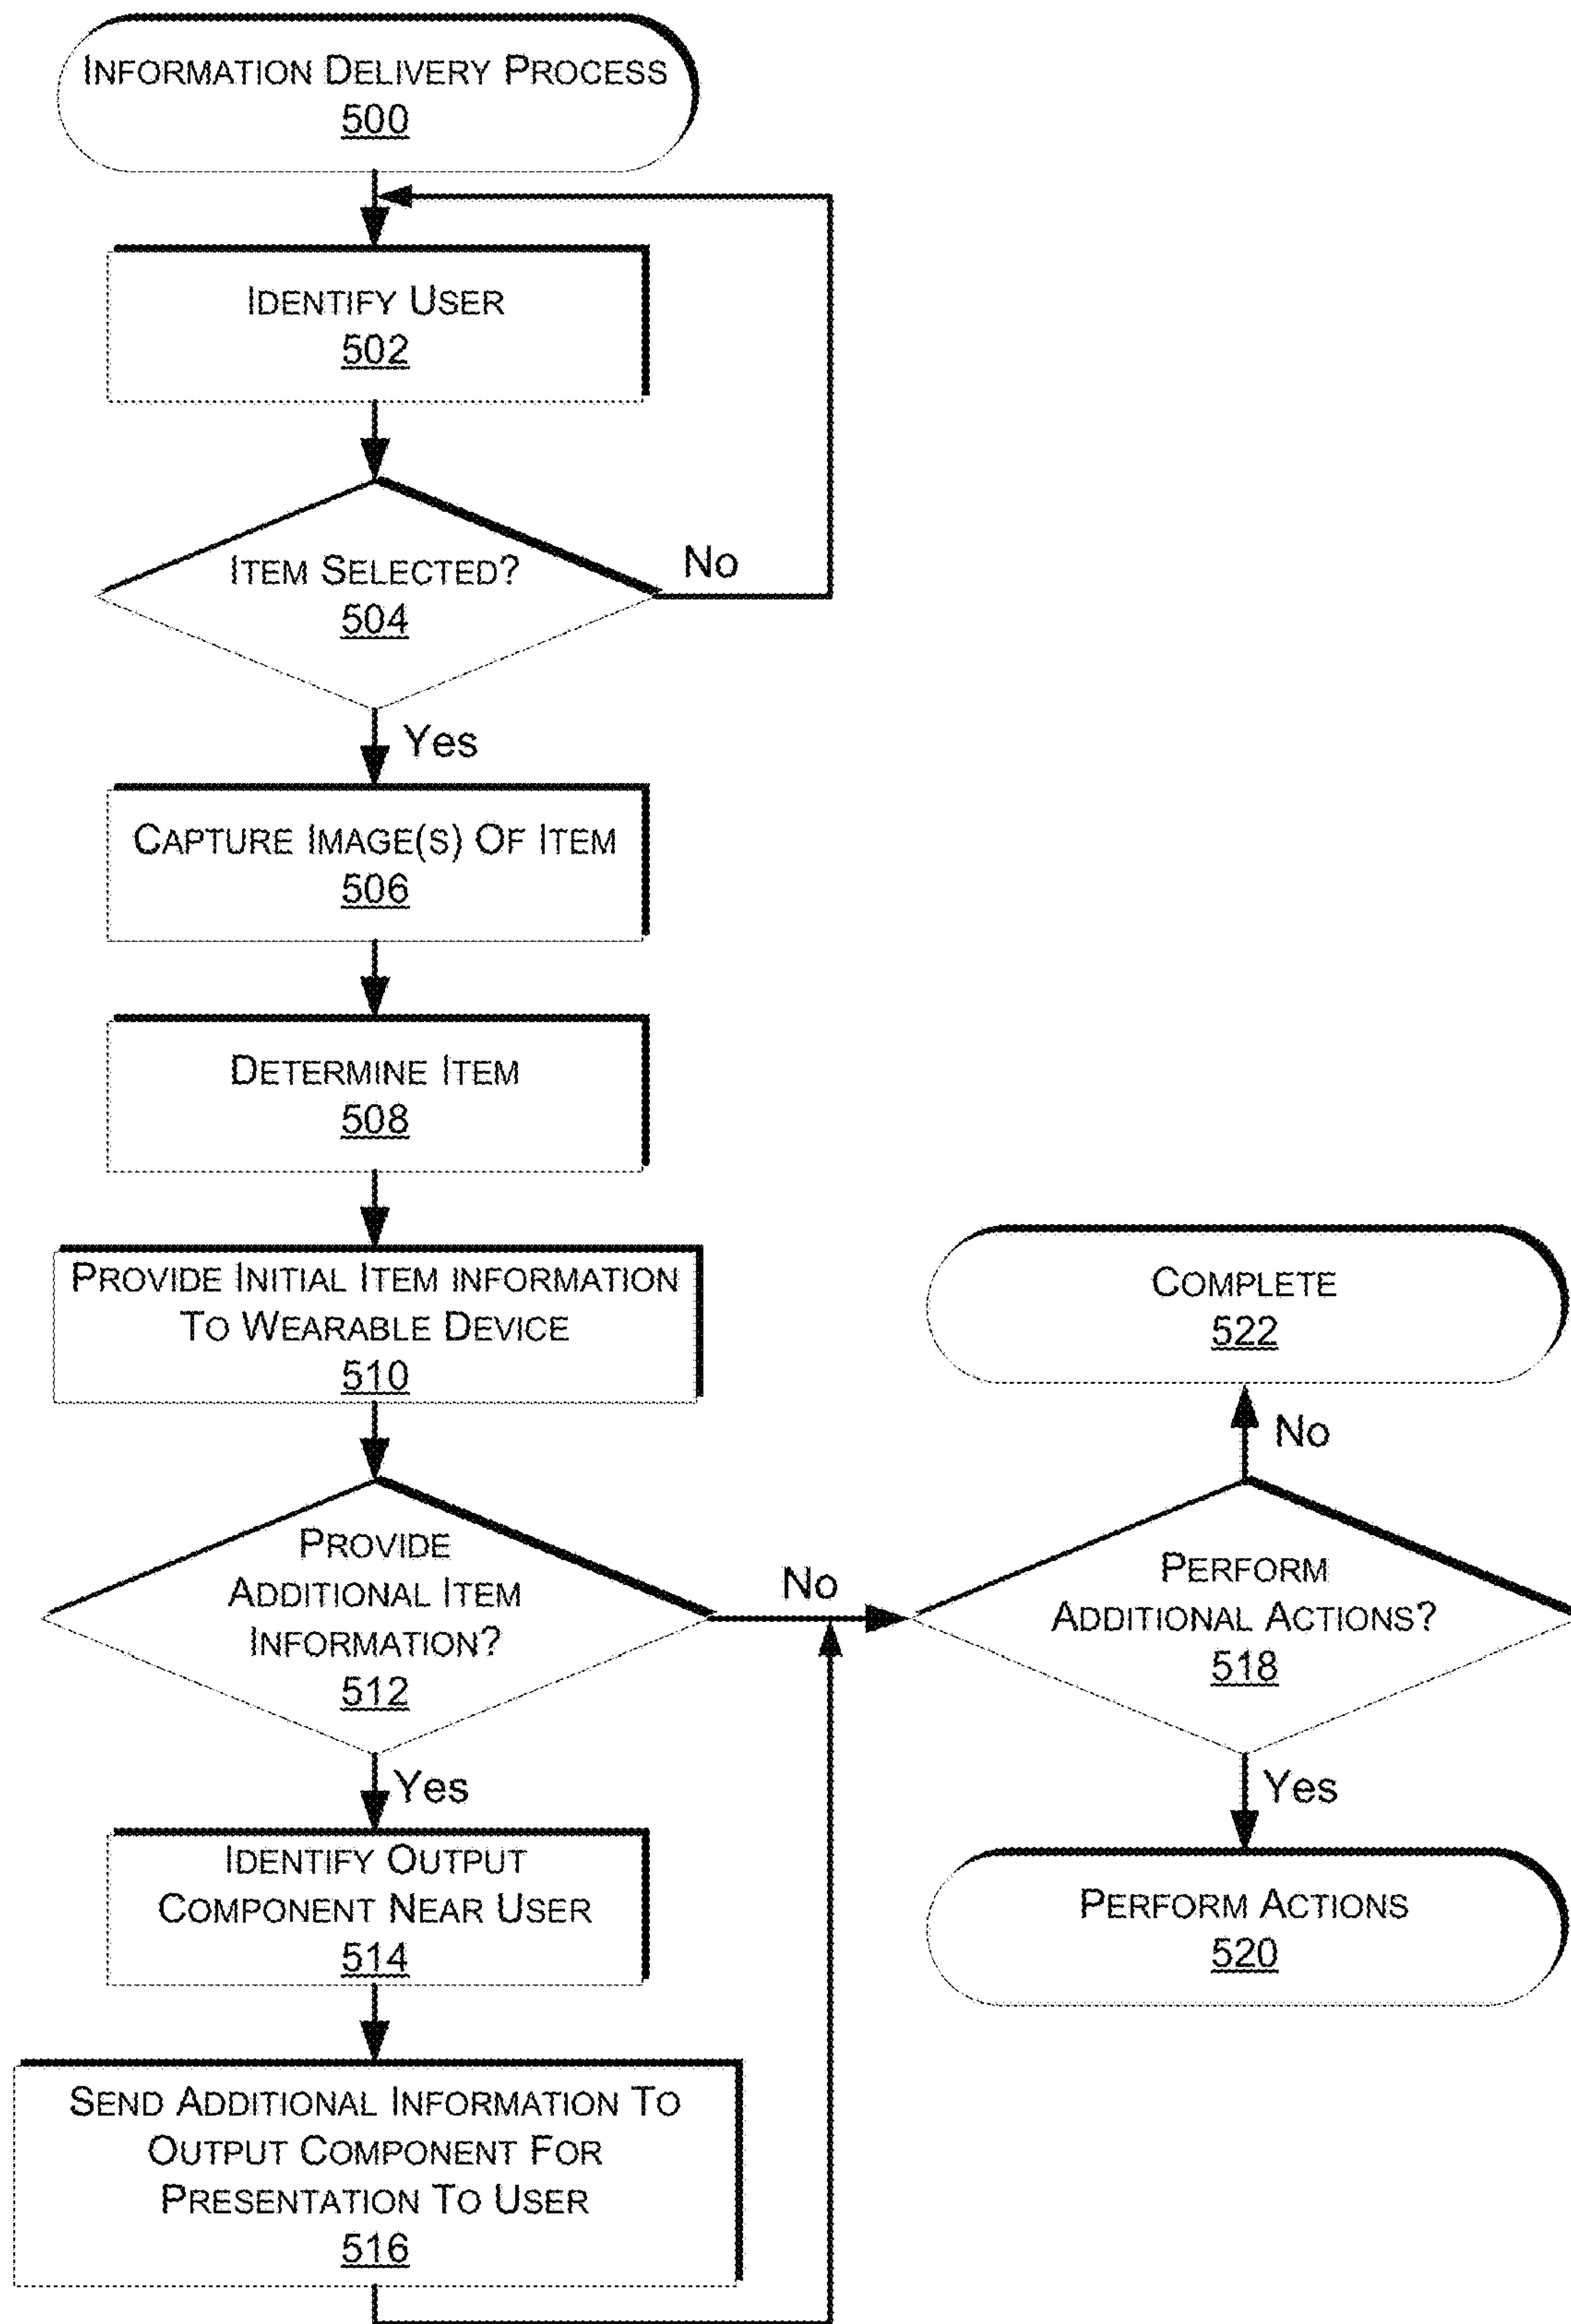 INFORMATION DELIVERY PROCESS
500
IDENTIFY USER
502
ITEM SELECTED?
504
No
Yes
CAPTURE IMAGE(S) OF ITEM
506
DETERMINE ITEM
508
PROVIDE INITIAL ITEM INFORMATION
TO WEARABLE DEVICE
510
PROVIDE
ADDITIONAL ITEM
INFORMATION?
512
No
Yes
IDENTIFY OUTPUT
COMPONENT NEAR USER
514
SEND ADDITIONAL INFORMATION TO
OUTPUT COMPONENT FOR
PRESENTATION TO USER
516
COMPLETE
522
No
PERFORM
ADDITIONAL ACTIONS?
518
Yes
PERFORM ACTIONS
520